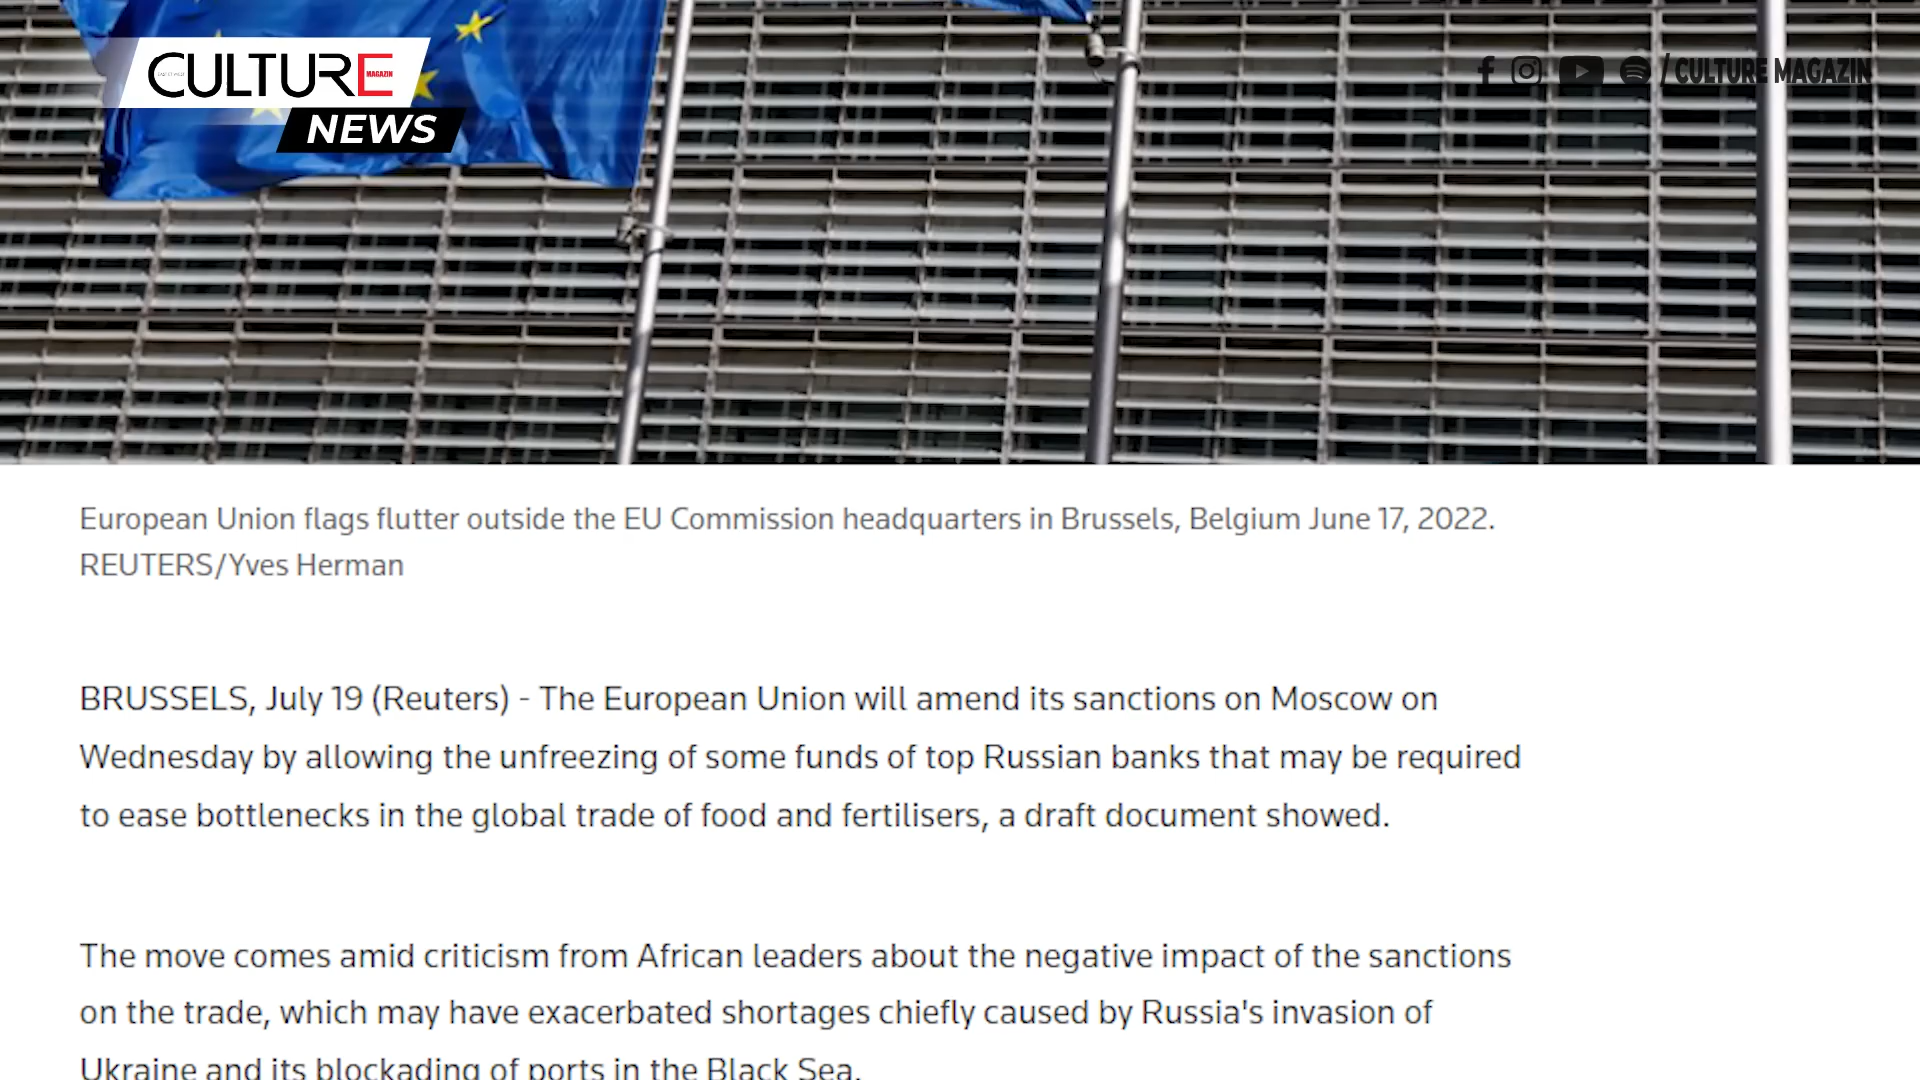 CULTURE
MAGAZIN
NEWS
/ CULTURE MAGAZIN
European Union flags flutter outside the EU Commission headquarters in Brussels, Belgium June 17, 2022.
REUTERS/Yves Herman
BRUSSELS, July 19 (Reuters) - The European Union will amend its sanctions on Moscow on
Wednesday by allowing the unfreezing of some funds of top Russian banks that may be required
to ease bottlenecks in the global trade of food and fertilisers, a draft document showed.
The move comes amid criticism from African leaders about the negative impact of the sanctions
on the trade, which may have exacerbated shortages chiefly caused by Russia's invasion of
Ukraine and its blockading of ports in the Black Sea.